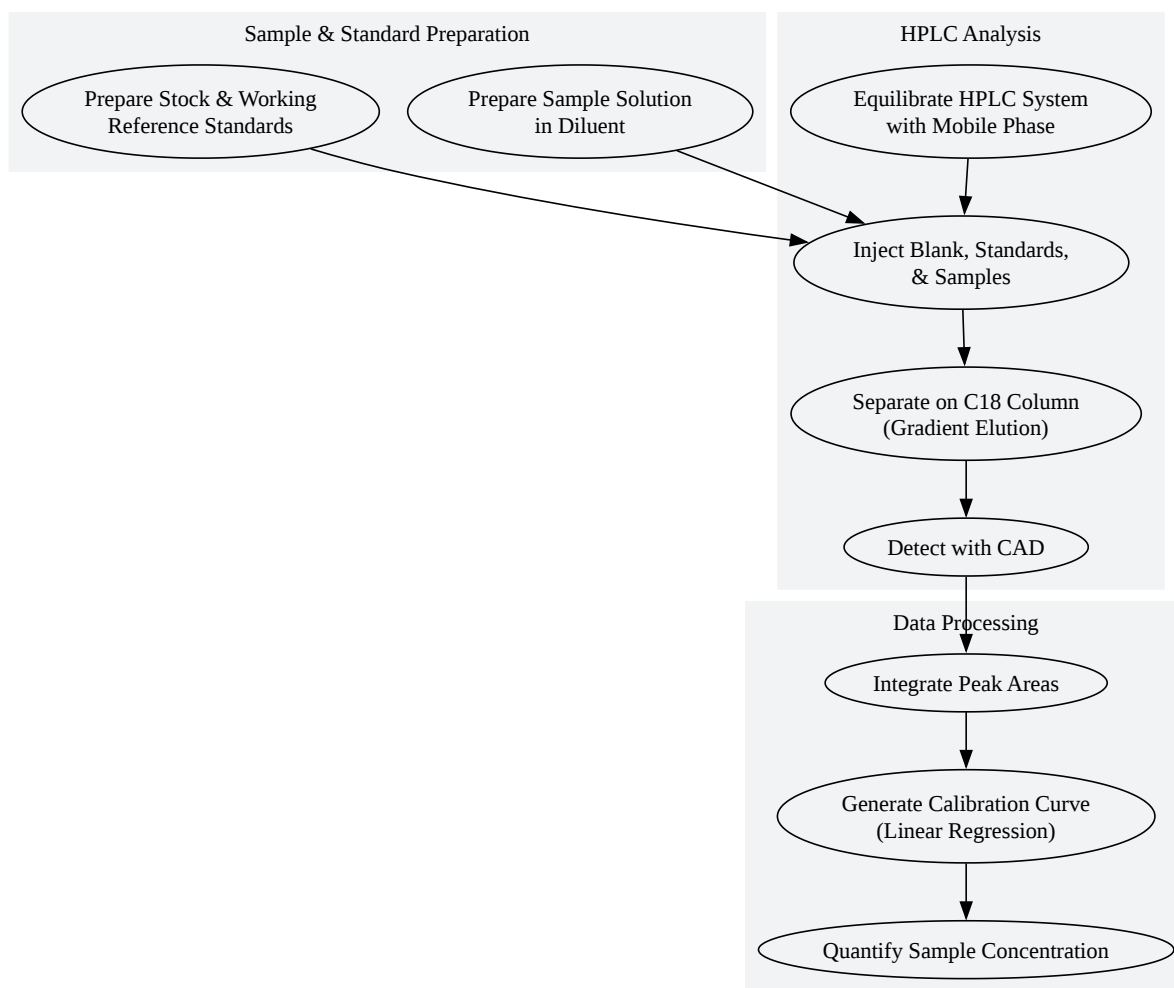 Sample & Standard Preparation
Prepare Stock & Working
Reference Standards
Prepare Sample Solution
in Diluent
HPLC Analysis
Equilibrate HPLC System
with Mobile Phase
Inject Blank, Standards,
& Samples
Separate on C18 Column
(Gradient Elution)
Detect with CAD
Data Processing
Integrate Peak Areas
Generate Calibration Curve
(Linear Regression)
Quantify Sample Concentration